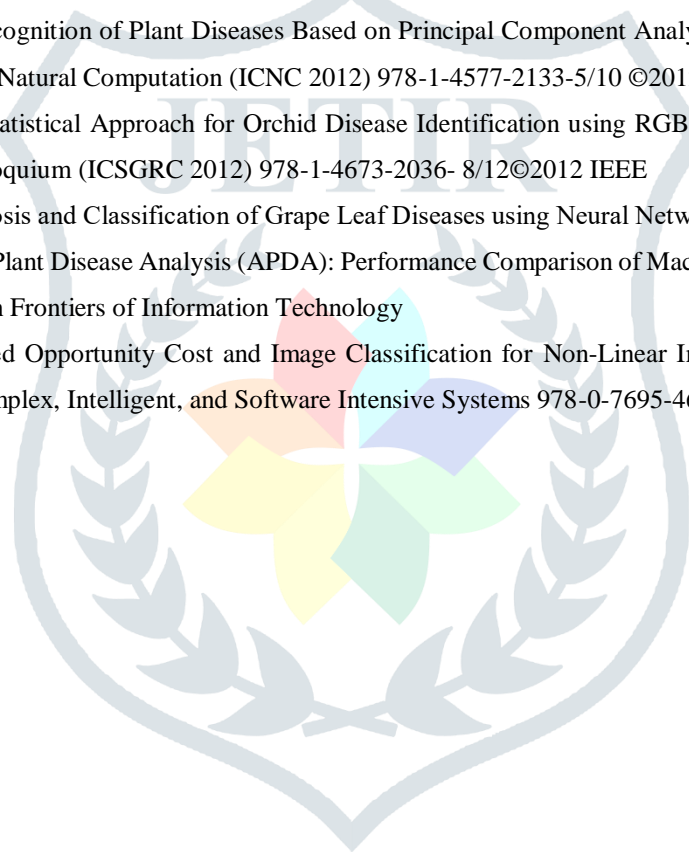 cognition of Plant Diseases Based on Principal Component Analy
Natural Computation (ICNC 2012) 978-1-4577-2133-5/10 ©201
atistical Approach for Orchid Disease Identification using RGB
oquium (ICSGRC 2012) 978-1-4673-2036- 8/12©2012 IEEE
osis and Classification of Grape Leaf Diseases using Neural Netw
Plant Disease Analysis (APDA): Performance Comparison of Mac
n Frontiers of Information Technology
ed Opportunity Cost and Image Classification for Non-Linear In
mplex, Intelligent, and Software Intensive Systems 978-0-7695-46
JETIR